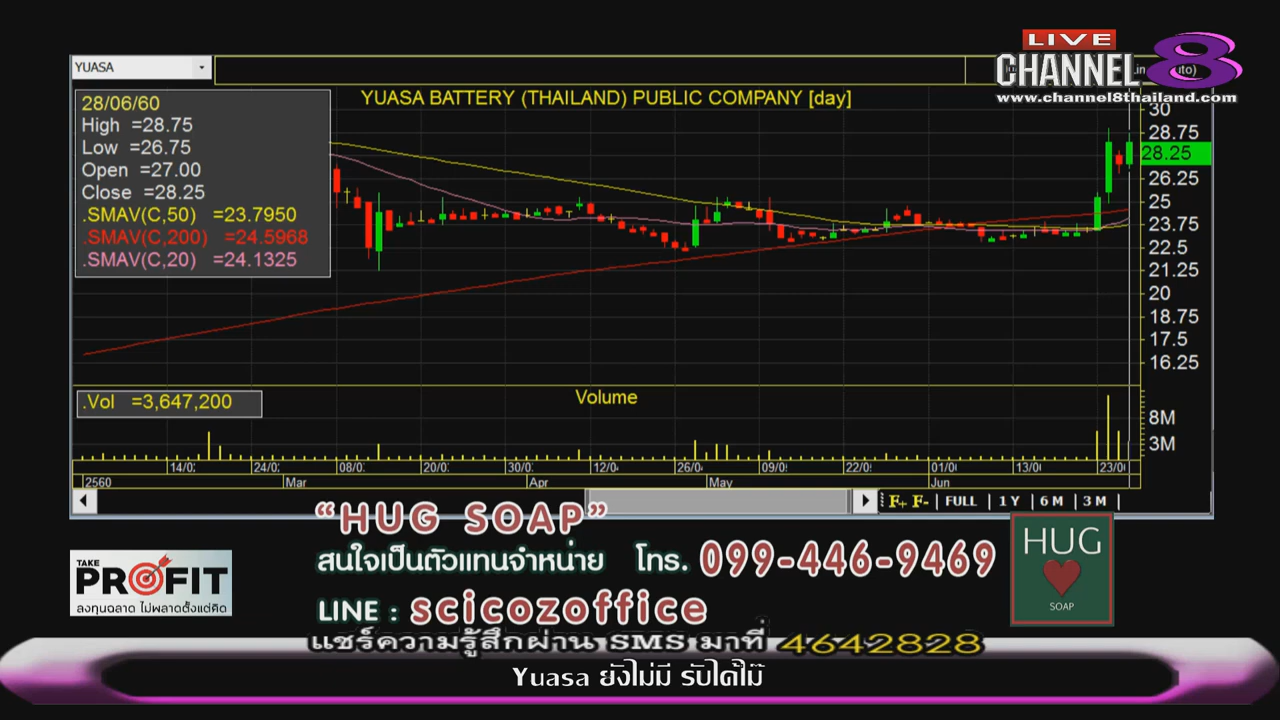 LIVE
CHANNEL 8
www.channel8thailand.com
YUASA
YUASA BATTERY (THAILAND) PUBLIC COMPANY [day]
28/06/60
High =28.75
Low =26.75
Open =27.00
Close =28.25
.SMAV(C,50) =23.7950
.SMAV(C,200) =24.5968
.SMAV(C,20) =24.1325
30
28.75
28.25
26.25
25
23.75
22.5
21.25
20
18.75
17.5
16.25
.Vol =3,647,200
Volume
8M
3M
14/0 24/0 08/0 20/0 30/0 12/0 26/0 09/0 22/0 01/0 13/0 23/0
2560 Mar Apr May Jun
F+ F- | FULL | 1 Y | 6 M | 3 M |
“HUG SOAP”
สนใจเป็นตัวแทนจำหน่าย โทร. 099-446-9469
LINE : scicozoffice
HUG
SOAP
TAKE
PROFIT
ลงทุนฉลาด ไม่พลาดตั้งแต่คิด
แชร์ความรู้สึกผ่าน SMS มาที่ 4642828
Yuasa ยังไม่มี รับได้ไม๊